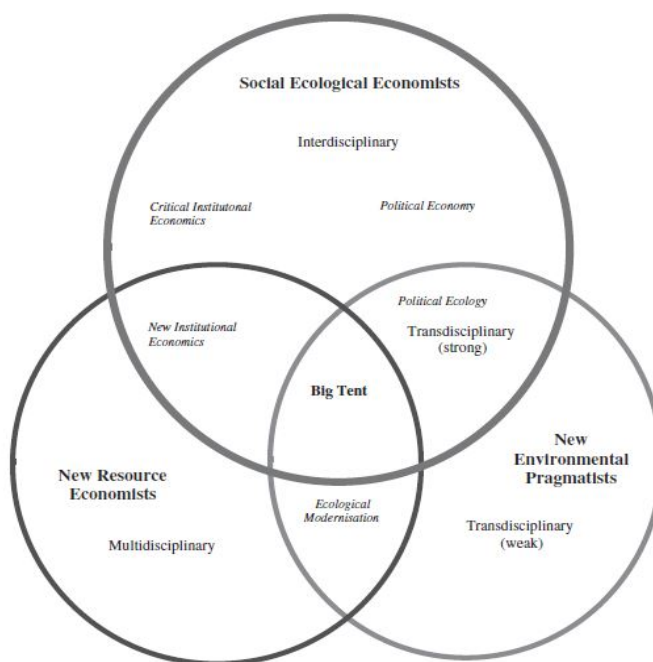 Social Ecological Economists
Interdisciplinary
Critical Institutonal
Economics
Political Economy
Political Ecology
New Institutional
Economics
Transdisciplinary
(strong)
Big Tent
New
Environmental
Pragmatists
New Resource
Economists
Ecological
Modernisation
Transdisciplinary
(weak)
Multidisciplinary